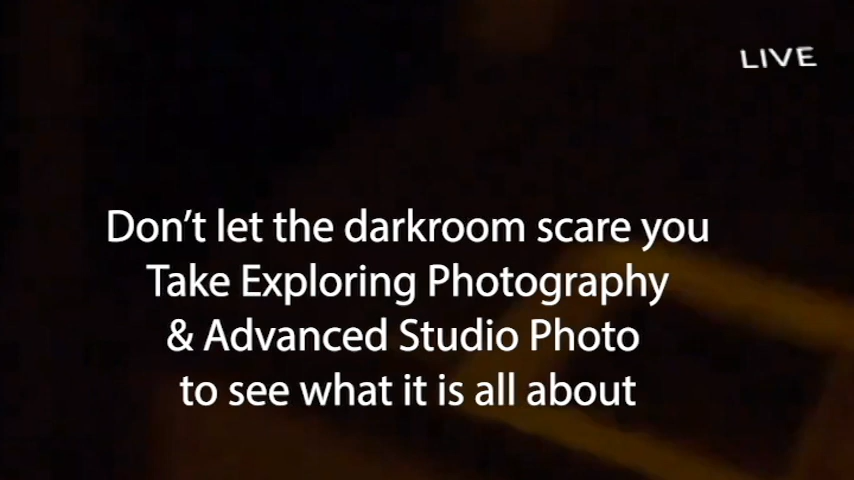 LIVE
Don’t let the darkroom scare you
Take Exploring Photography
& Advanced Studio Photo
to see what it is all about